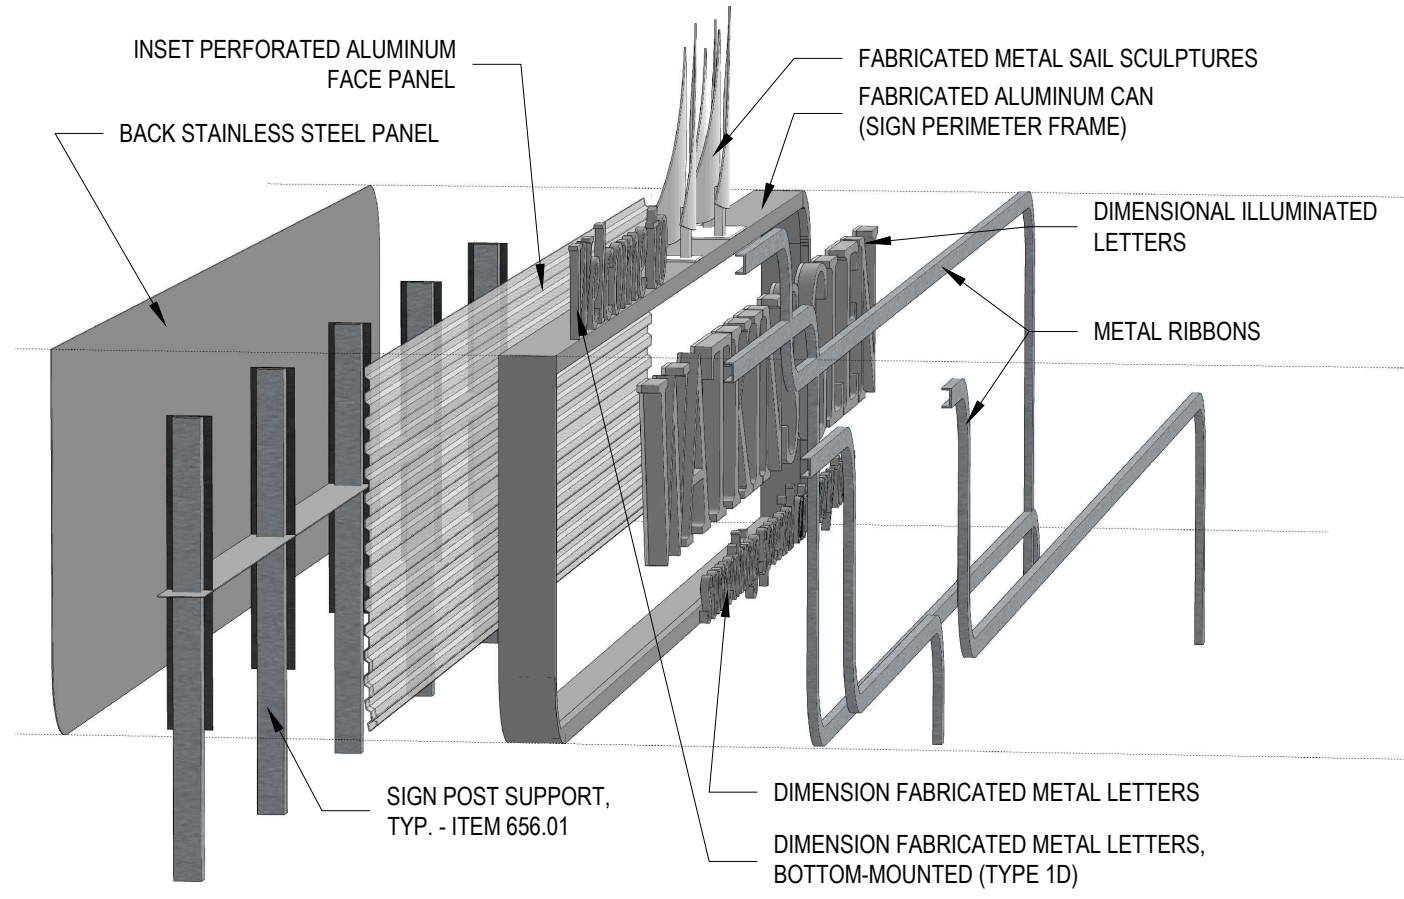 INSET PERFORATED ALUMINUM
FACE PANEL
BACK STAINLESS STEEL PANEL
FABRICATED METAL SAIL SCULPTURES
FABRICATED ALUMINUM CAN
(SIGN PERIMETER FRAME)
DIMENSIONAL ILLUMINATED
LETTERS
METAL RIBBONS
SIGN POST SUPPORT,
TYP. - ITEM 656.01
DIMENSION FABRICATED METAL LETTERS
DIMENSION FABRICATED METAL LETTERS,
BOTTOM-MOUNTED (TYPE 1D)